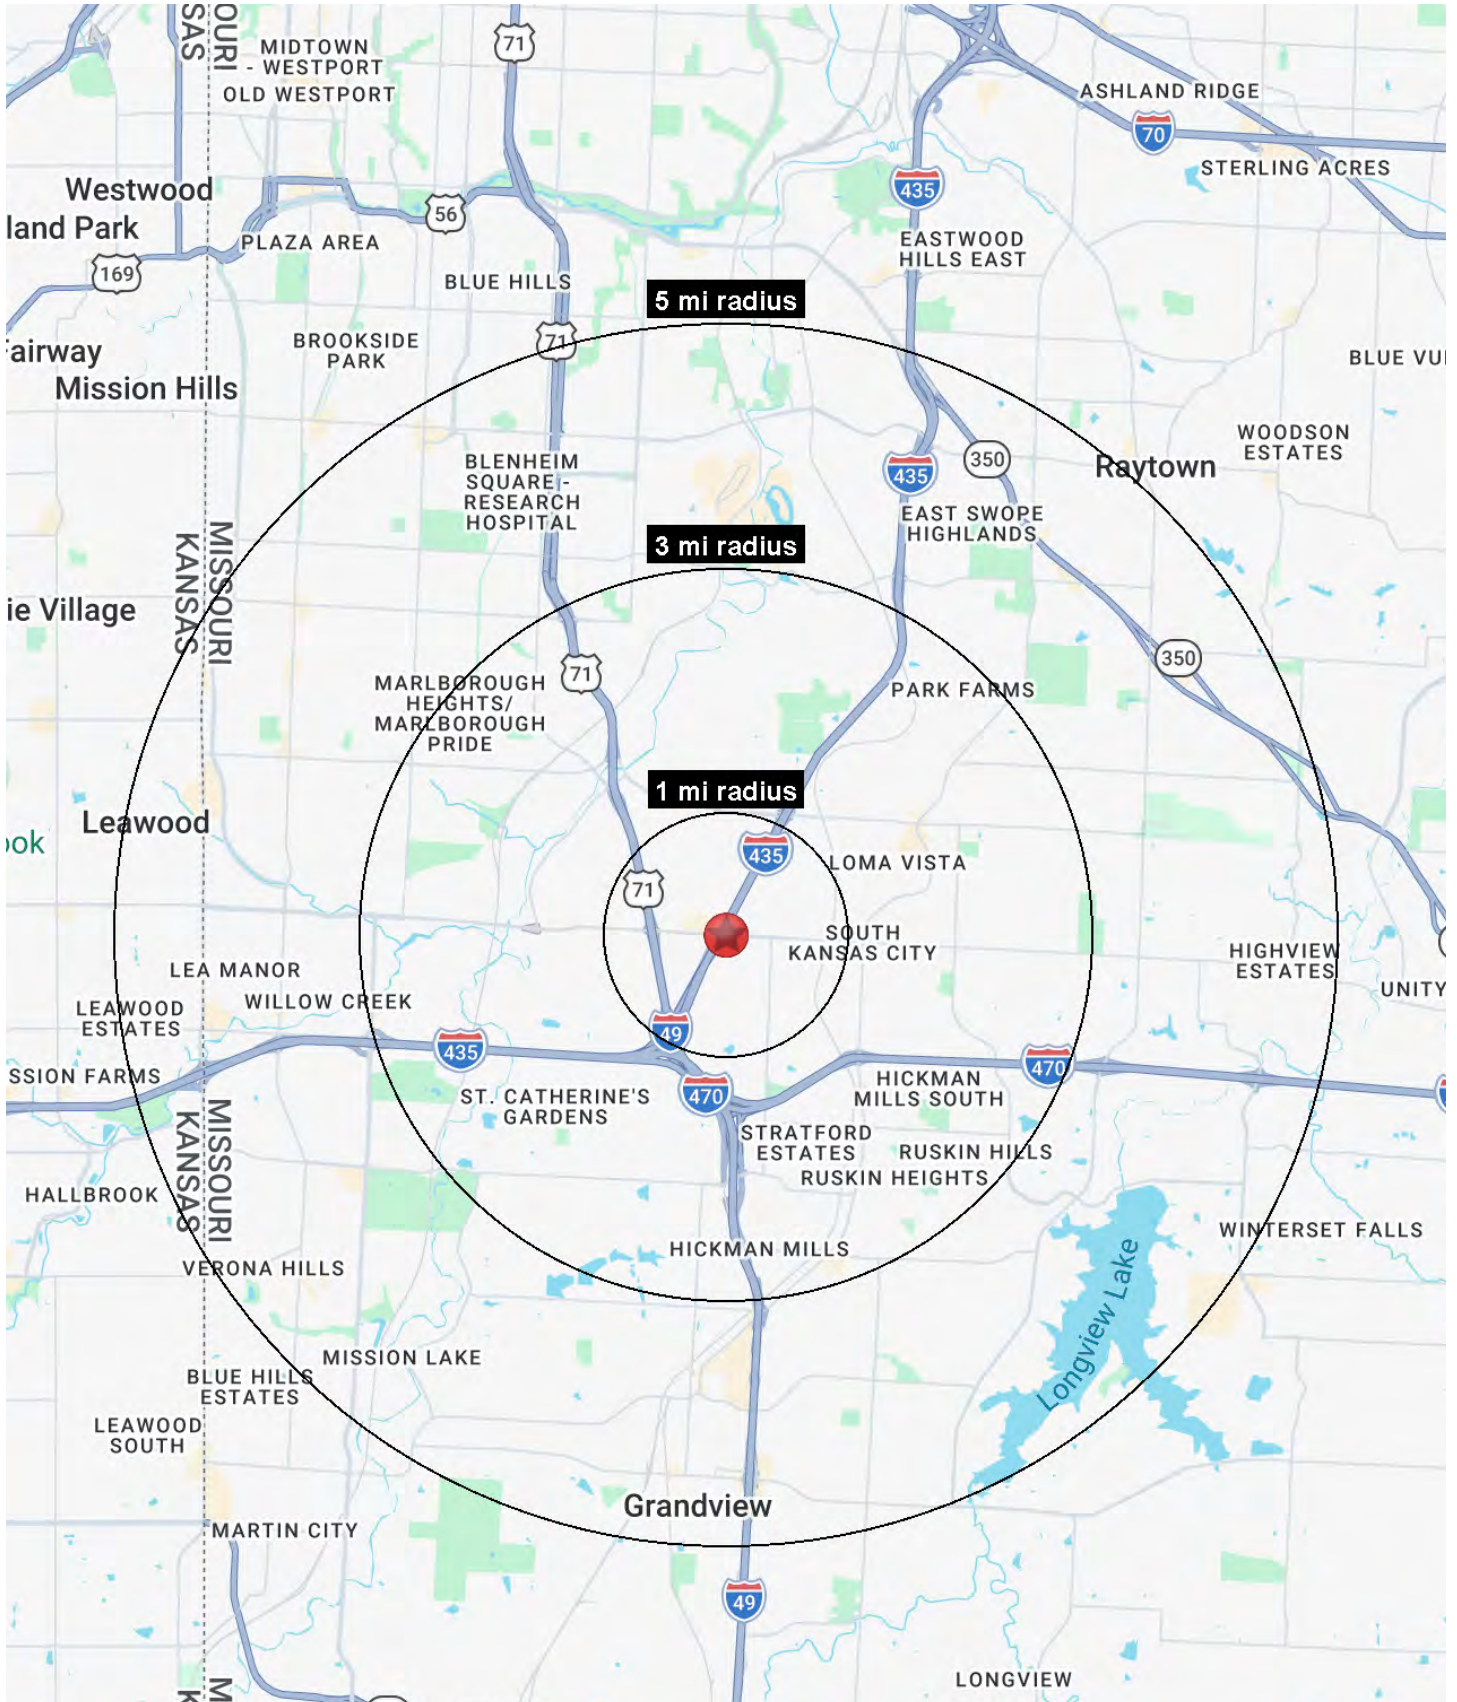 SAS
OURI
71
MIDTOWN
- WESTPORT
OLD WESTPORT
ASHLAND RIDGE
70
STERLING ACRES
435
Westwood
land Park
56
PLAZA AREA
169
EASTWOOD
HILLS EAST
BLUE HILLS
5 mi radius
71
BROOKSIDE
PARK
Fairway
Mission Hills
BLUE VUE
WOODSON
ESTATES
BLENHEIM
SQUARE -
RESEARCH
HOSPITAL
435
350
Raytown
EAST SWOPE
HIGHLANDS
KANSAS
MISSOURI
3 mi radius
ie Village
71
350
MARLBOROUGH
HEIGHTS/
MARLBOROUGH
PRIDE
PARK FARMS
1 mi radius
Leawood
ook
435
LOMA VISTA
71
SOUTH
KANSAS CITY
HIGHVIEW
ESTATES
LEA MANOR
WILLOW CREEK
LEAWOOD
ESTATES
UNITY
49
435
SSION FARMS
470
470
HICKMAN
MILLS SOUTH
ST. CATHERINE'S
GARDENS
KANSAS
MISSOURI
STRATFORD
ESTATES
RUSKIN HILLS
RUSKIN HEIGHTS
HALLBROOK
WINTERSET FALLS
HICKMAN MILLS
VERONA HILLS
Longview Lake
MISSION LAKE
BLUE HILLS
ESTATES
LEAWOOD
SOUTH
Grandview
MARTIN CITY
49
LONGVIEW
K
M